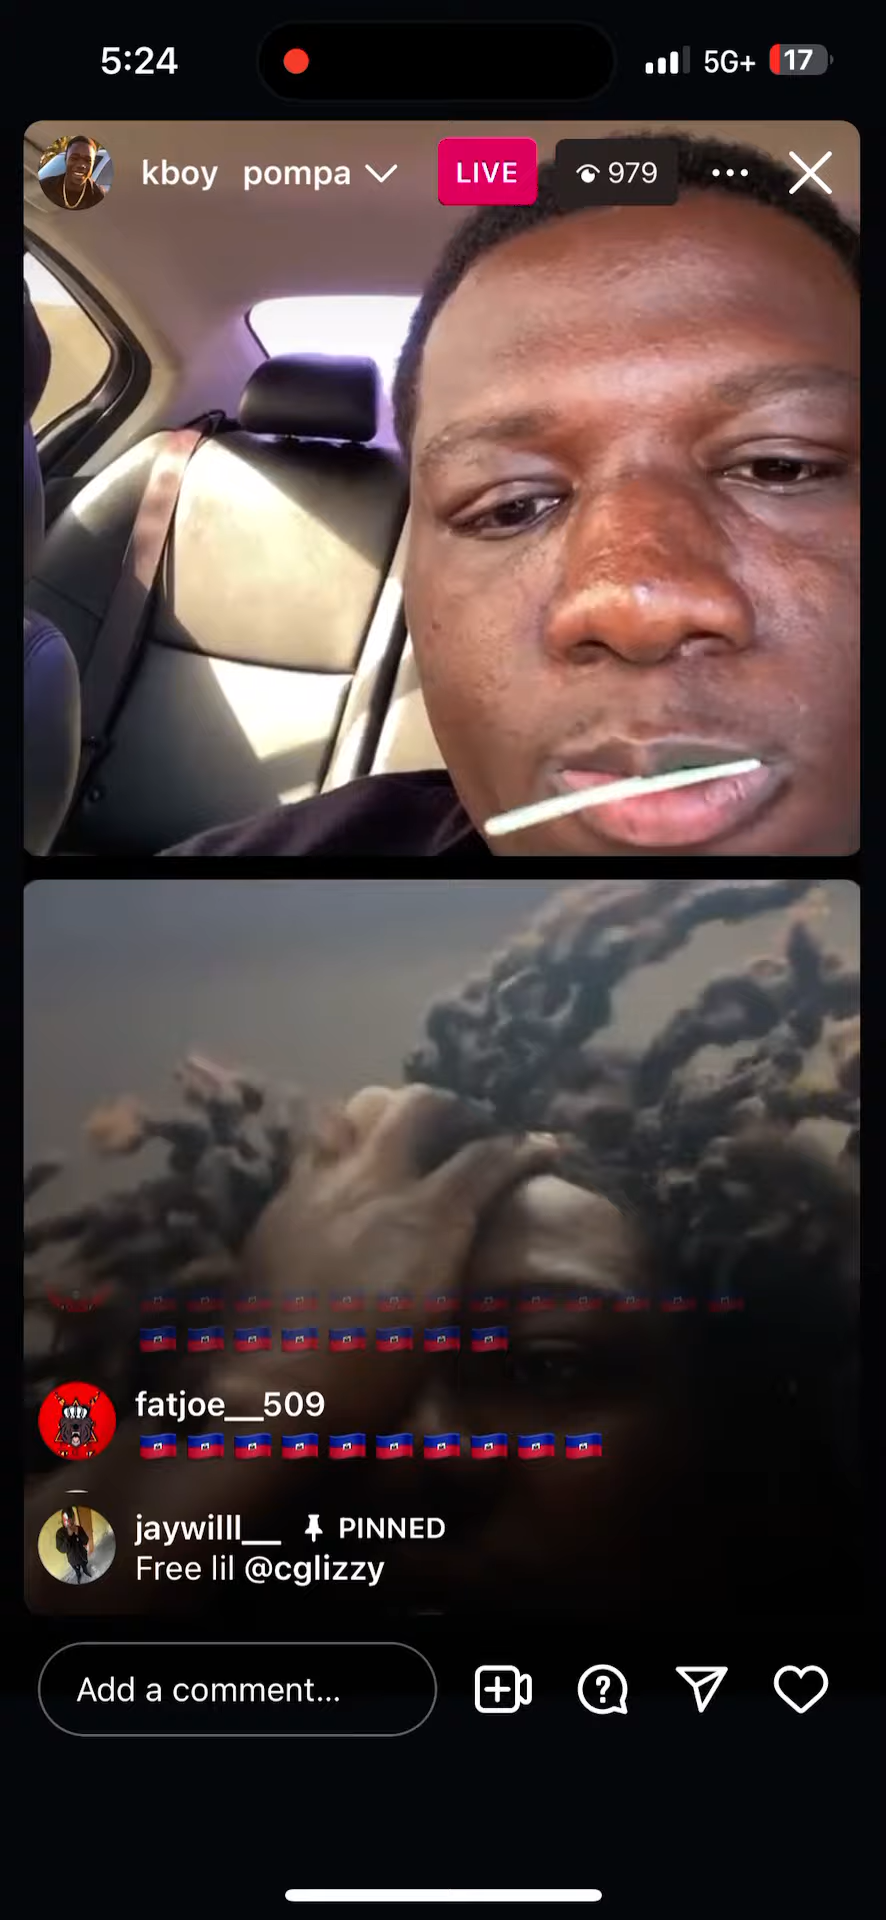 5:24
5G+
17
kboy pompa
LIVE
979
🇭🇹🇭🇹🇭🇹🇭🇹🇭🇹🇭🇹🇭🇹🇭🇹🇭🇹🇭🇹🇭🇹🇭🇹🇭🇹
🇭🇹🇭🇹🇭🇹🇭🇹🇭🇹🇭🇹🇭🇹🇭🇹
fatjoe__509
🇭🇹🇭🇹🇭🇹🇭🇹🇭🇹🇭🇹🇭🇹🇭🇹🇭🇹🇭🇹
jaywilll__ PINNED
Free lil @cglizzy
Add a comment...